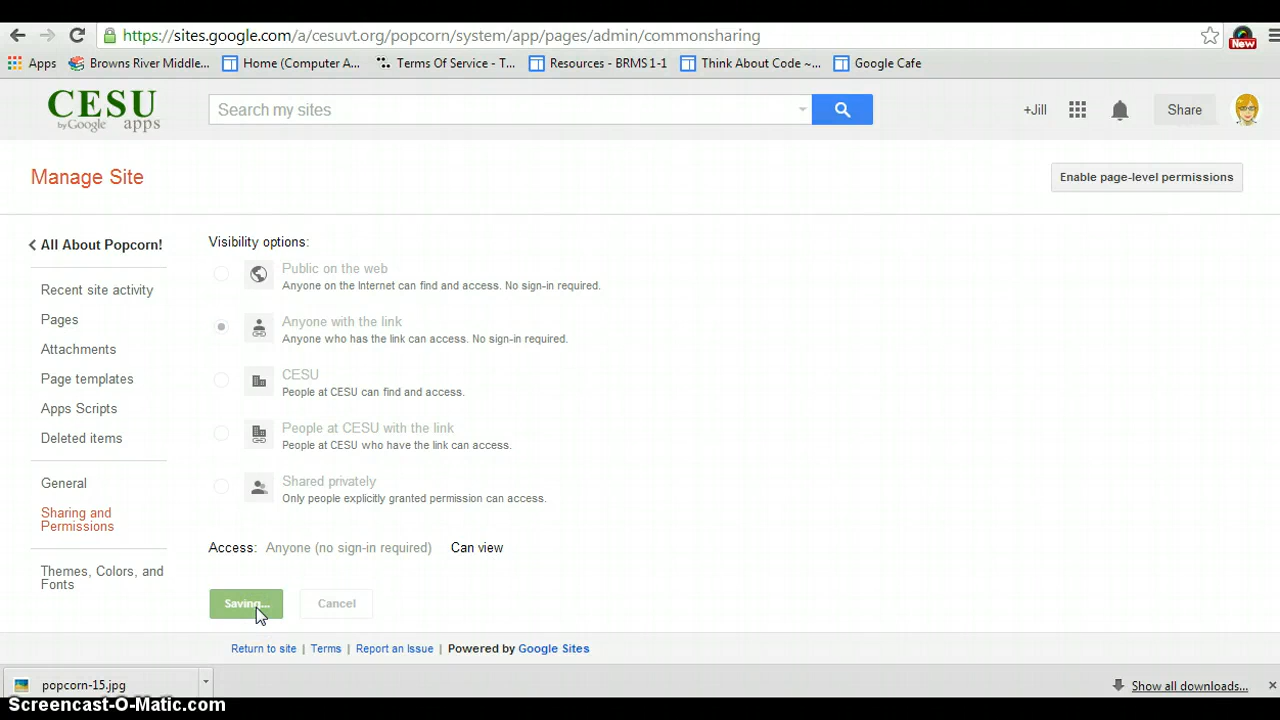 https://sites.google.com/a/cesuvt.org/popcorn/system/app/pages/admin/commonsharing
New
Apps Browns River Middle... Home (Computer A... Terms Of Service - T... Resources - BRMS 1-1 Think About Code ~... Google Cafe
CESU
by Google apps
Search my sites
+Jill
Share
Manage Site
Enable page-level permissions
All About Popcorn!
Recent site activity
Pages
Attachments
Page templates
Apps Scripts
Deleted items
General
Sharing and
Permissions
Themes, Colors, and
Fonts
Visibility options:
Public on the web
Anyone on the Internet can find and access. No sign-in required.
Anyone with the link
Anyone who has the link can access. No sign-in required.
CESU
People at CESU can find and access.
People at CESU with the link
People at CESU who have the link can access.
Shared privately
Only people explicitly granted permission can access.
Access: Anyone (no sign-in required) Can view
Saving... Cancel
Return to site | Terms | Report an Issue | Powered by Google Sites
popcorn-15.jpg
Show all downloads...
Screencast-O-Matic.com